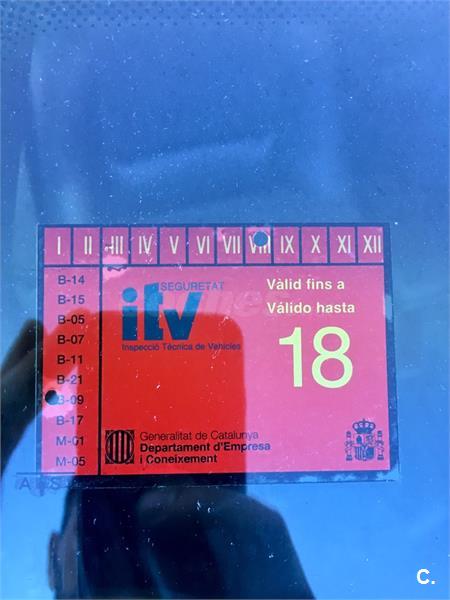 I II III IV V VI VII VIII IX X XI XII
B-14
B-15
B-05
B-07
B-11
B-21
B-09
B-17
M-01
M-05
SEGURETAT
itv
Inspecció Tècnica de Vehicles
Vàlid fins a
Válido hasta
18
Generalitat de Catalunya
Departament d'Empresa
i Coneixement
C.